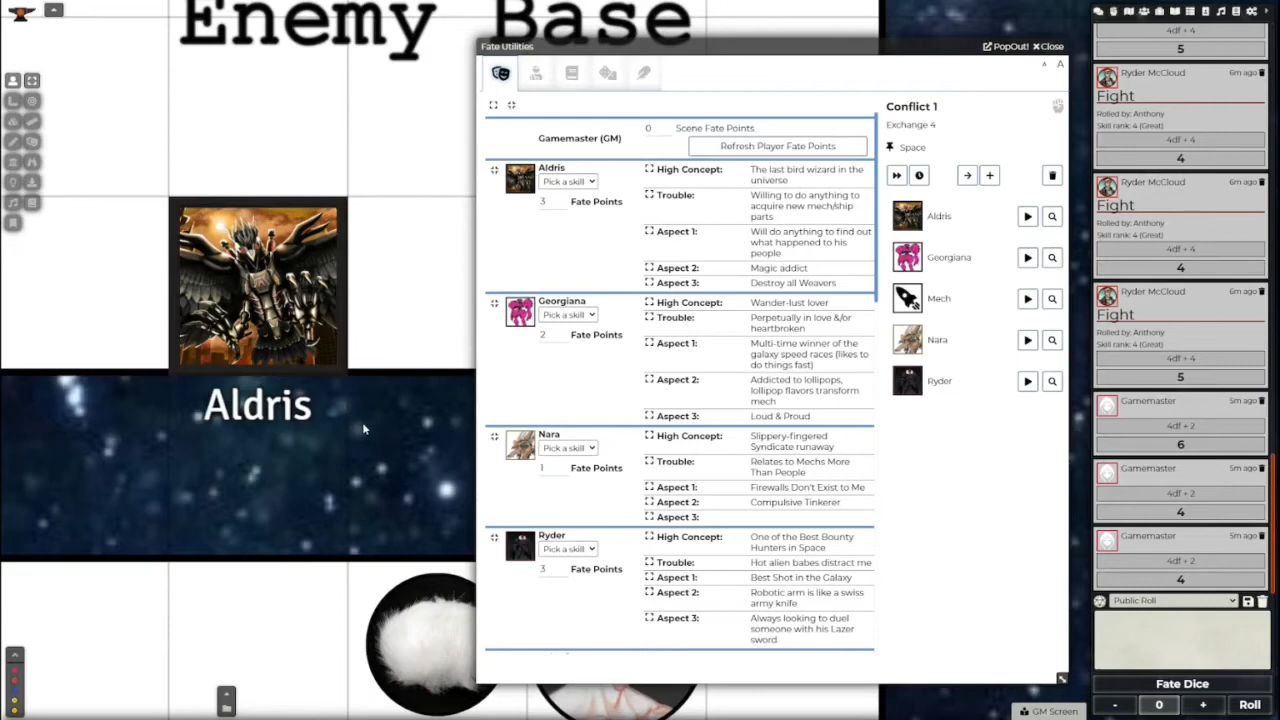 Enemy Base
Aldris
Fate Utilities
PopOut!
Close
A
A
Gamemaster (GM)
0
Scene Fate Points
Refresh Player Fate Points
Aldris
Pick a skill
3
Fate Points
High Concept:
The last bird wizard in the
universe
Trouble:
Willing to do anything to
acquire new mech/ship
parts
Aspect 1:
Will do anything to find out
what happened to his
people
Aspect 2:
Magic addict
Aspect 3:
Destroy all Weavers
Georgiana
Pick a skill
2
Fate Points
High Concept:
Wander-lust lover
Trouble:
Perpetually in love &/or
heartbroken
Aspect 1:
Multi-time winner of the
galaxy speed races (likes to
do things fast)
Aspect 2:
Addicted to lollipops,
lollipop flavors transform
mech
Aspect 3:
Loud & Proud
Nara
Pick a skill
1
Fate Points
High Concept:
Slippery-fingered
Syndicate runaway
Trouble:
Relates to Mechs More
Than People
Aspect 1:
Firewalls Don't Exist to Me
Aspect 2:
Compulsive Tinkerer
Aspect 3:
Ryder
Pick a skill
3
Fate Points
High Concept:
One of the Best Bounty
Hunters in Space
Trouble:
Hot alien babes distract me
Aspect 1:
Best Shot in the Galaxy
Aspect 2:
Robotic arm is like a swiss
army knife
Aspect 3:
Always looking to duel
someone with his Lazer
sword
Conflict 1
Exchange 4
Space
Aldris
Georgiana
Mech
Nara
Ryder
4df + 4
5
Ryder McCloud
6m ago
Fight
Rolled by: Anthony
Skill rank: 4 (Great)
4df + 4
4
Ryder McCloud
6m ago
Fight
Rolled by: Anthony
Skill rank: 4 (Great)
4df + 4
4
Ryder McCloud
6m ago
Fight
Rolled by: Anthony
Skill rank: 4 (Great)
4df + 4
5
Gamemaster
5m ago
4df + 2
6
Gamemaster
5m ago
4df + 2
4
Gamemaster
5m ago
4df + 2
4
Public Roll
Fate Dice
-
0
+
Roll
GM Screen